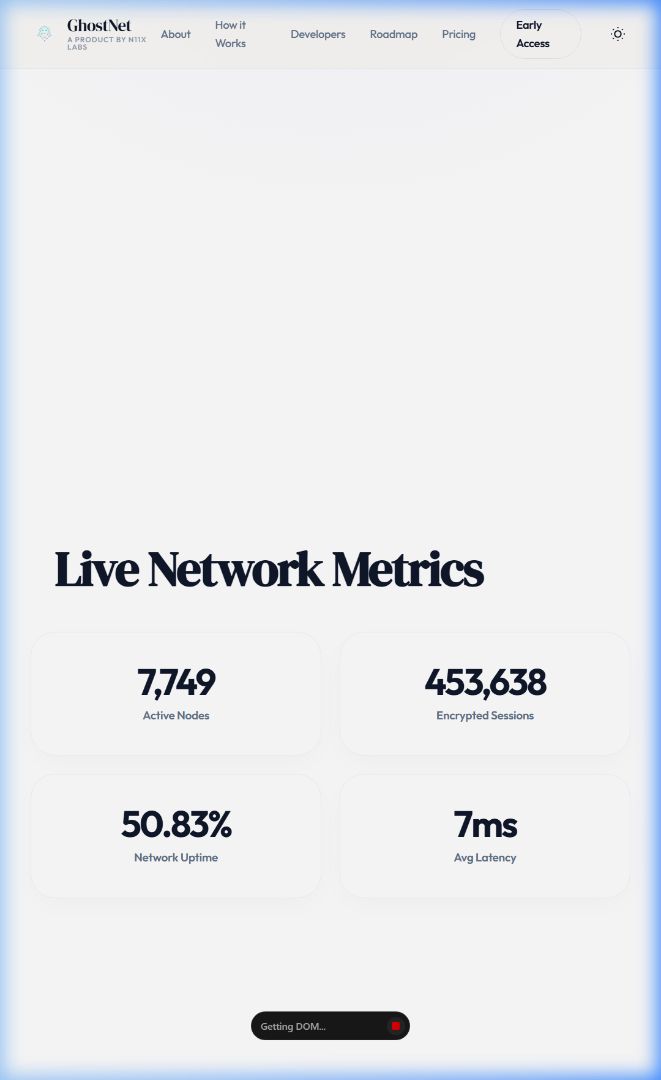 GhostNet
A PRODUCT BY N11X
LABS
About
How it
Works
Developers
Roadmap
Pricing
Early
Access
Live Network Metrics
7,749
Active Nodes
453,638
Encrypted Sessions
50.83%
Network Uptime
7ms
Avg Latency
Getting DOM...